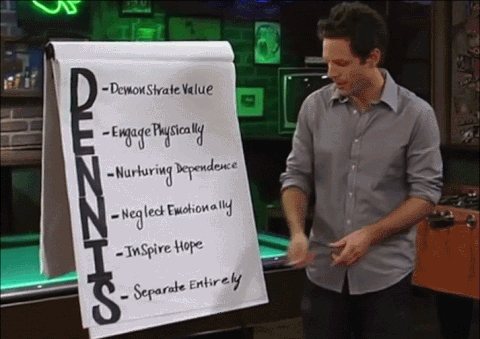 D - Demonstrate Value
E - Engage Physically
N - Nurturing Dependence
N - Neglect Emotionally
I - Inspire Hope
S - Separate Entirely